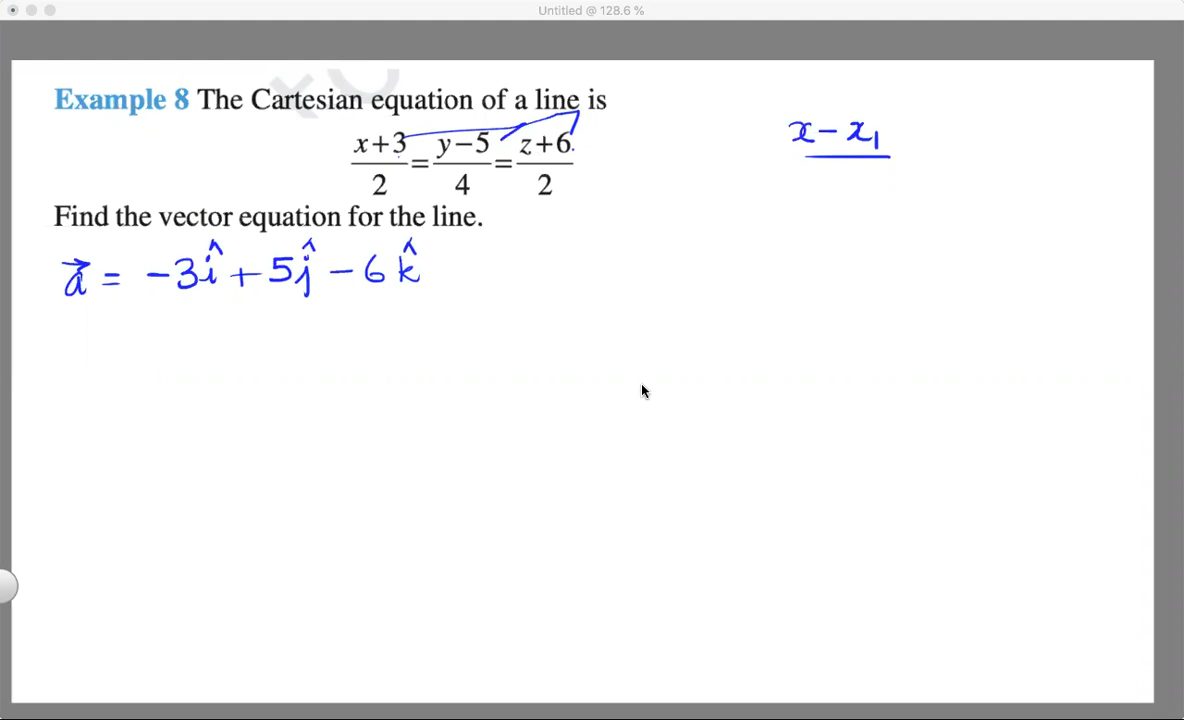 Untitled @ 128.6 %
Example 8 The Cartesian equation of a line is
x+3/2 = y−5/4 = z+6/2
x − x₁
Find the vector equation for the line.
a⃗ = −3î + 5ĵ − 6k̂